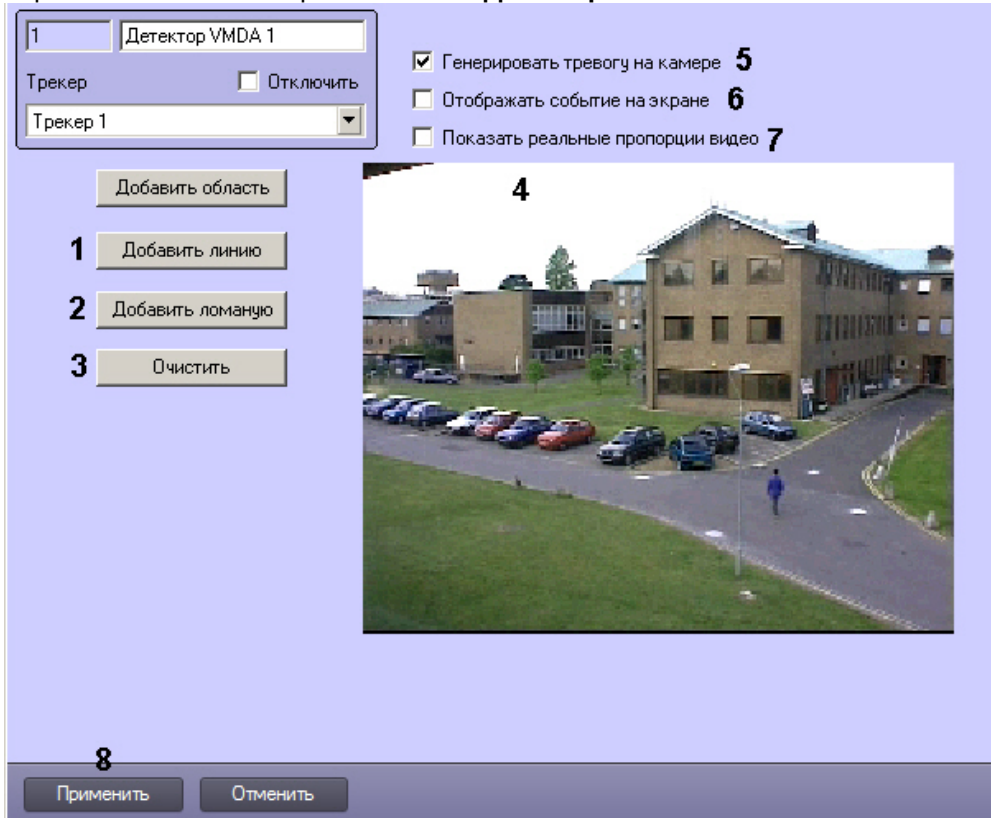 1 Детектор VMDA 1
Трекер Отключить
Трекер 1
Генерировать тревогу на камере 5
Отображать событие на экране 6
Показать реальные пропорции видео 7
Добавить область
4
1 Добавить линию
2 Добавить ломаную
3 Очистить
8
Применить Отменить